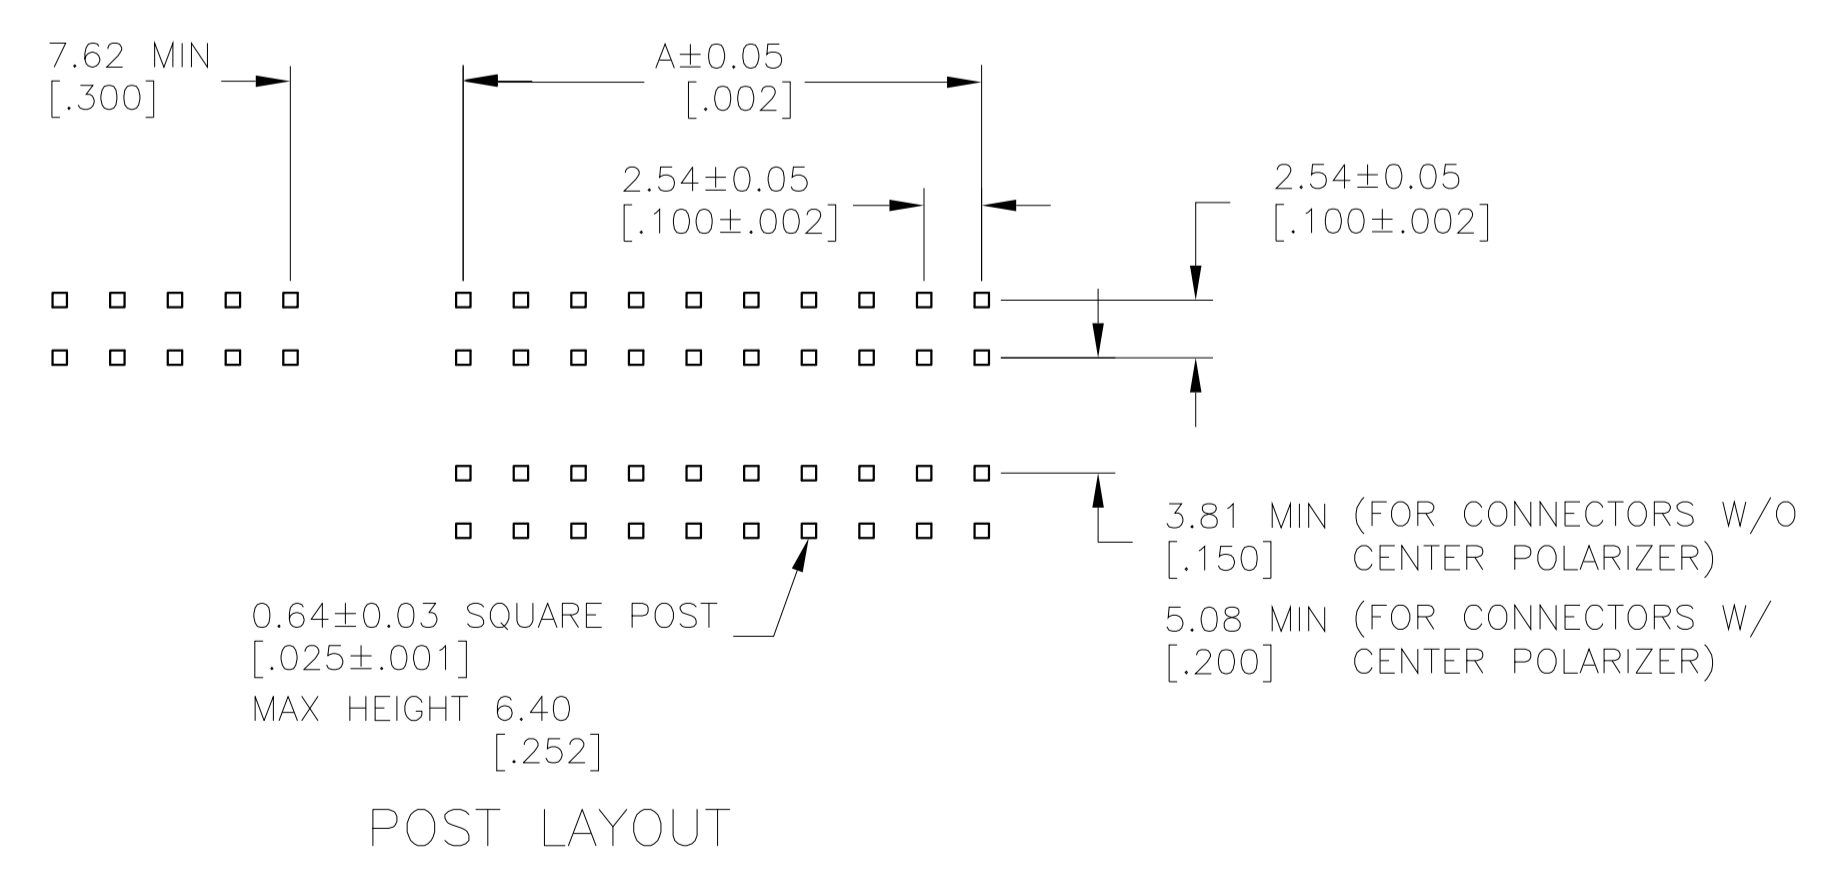 7.62 MIN
[.300]
A±0.05
[.002]
2.54±0.05
[.100±.002]
2.54±0.05
[.100±.002]
3.81 MIN (FOR CONNECTORS W/O
[.150] CENTER POLARIZER)
5.08 MIN (FOR CONNECTORS W/
[.200] CENTER POLARIZER)
0.64±0.03 SQUARE POST
[.025±.001]
MAX HEIGHT 6.40
[.252]
POST LAYOUT